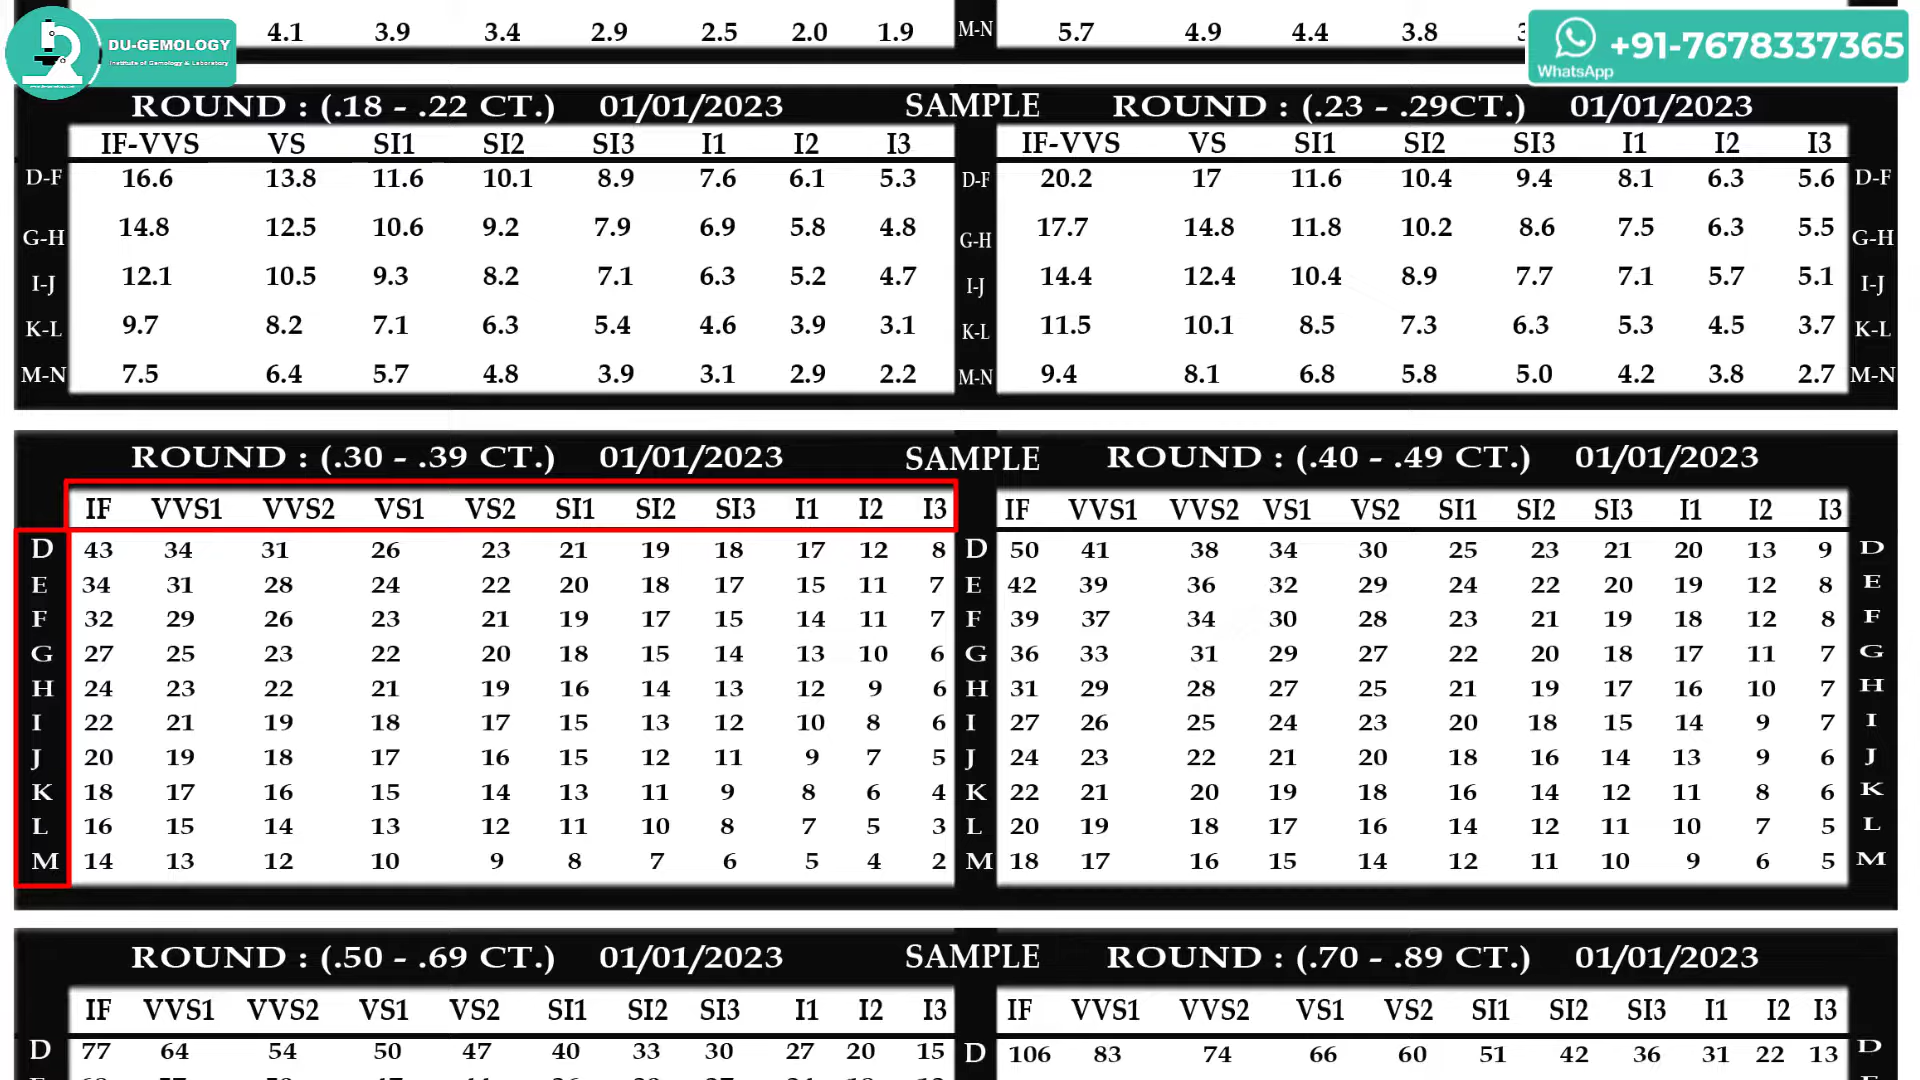 DU-GEMOLOGY
Institute of Gemology & Laboratory
WhatsApp
+91-7678337365
4.1 3.9 3.4 2.9 2.5 2.0 1.9
M-N 5.7 4.9 4.4 3.8
ROUND : (.18 - .22 CT.) 01/01/2023
IF-VVS VS SI1 SI2 SI3 I1 I2 I3
D-F 16.6 13.8 11.6 10.1 8.9 7.6 6.1 5.3
G-H 14.8 12.5 10.6 9.2 7.9 6.9 5.8 4.8
I-J 12.1 10.5 9.3 8.2 7.1 6.3 5.2 4.7
K-L 9.7 8.2 7.1 6.3 5.4 4.6 3.9 3.1
M-N 7.5 6.4 5.7 4.8 3.9 3.1 2.9 2.2
SAMPLE
ROUND : (.23 - .29CT.) 01/01/2023
IF-VVS VS SI1 SI2 SI3 I1 I2 I3
D-F 20.2 17 11.6 10.4 9.4 8.1 6.3 5.6 D-F
G-H 17.7 14.8 11.8 10.2 8.6 7.5 6.3 5.5 G-H
I-J 14.4 12.4 10.4 8.9 7.7 7.1 5.7 5.1 I-J
K-L 11.5 10.1 8.5 7.3 6.3 5.3 4.5 3.7 K-L
M-N 9.4 8.1 6.8 5.8 5.0 4.2 3.8 2.7 M-N
ROUND : (.30 - .39 CT.) 01/01/2023
IF VVS1 VVS2 VS1 VS2 SI1 SI2 SI3 I1 I2 I3
D 43 34 31 26 23 21 19 18 17 12 8
E 34 31 28 24 22 20 18 17 15 11 7
F 32 29 26 23 21 19 17 15 14 11 7
G 27 25 23 22 20 18 15 14 13 10 6
H 24 23 22 21 19 16 14 13 12 9 6
I 22 21 19 18 17 15 13 12 10 8 6
J 20 19 18 17 16 15 12 11 9 7 5
K 18 17 16 15 14 13 11 9 8 6 4
L 16 15 14 13 12 11 10 8 7 5 3
M 14 13 12 10 9 8 7 6 5 4 2
SAMPLE
ROUND : (.40 - .49 CT.) 01/01/2023
IF VVS1 VVS2 VS1 VS2 SI1 SI2 SI3 I1 I2 I3
D 50 41 38 34 30 25 23 21 20 13 9 D
E 42 39 36 32 29 24 22 20 19 12 8 E
F 39 37 34 30 28 23 21 19 18 12 8 F
G 36 33 31 29 27 22 20 18 17 11 7 G
H 31 29 28 27 25 21 19 17 16 10 7 H
I 27 26 25 24 23 20 18 15 14 9 7 I
J 24 23 22 21 20 18 16 14 13 9 6 J
K 22 21 20 19 18 16 14 12 11 8 6 K
L 20 19 18 17 16 14 12 11 10 7 5 L
M 18 17 16 15 14 12 11 10 9 6 5 M
ROUND : (.50 - .69 CT.) 01/01/2023
IF VVS1 VVS2 VS1 VS2 SI1 SI2 SI3 I1 I2 I3
D 77 64 54 50 47 40 33 30 27 20 15
SAMPLE
ROUND : (.70 - .89 CT.) 01/01/2023
IF VVS1 VVS2 VS1 VS2 SI1 SI2 SI3 I1 I2 I3
D 106 83 74 66 60 51 42 36 31 22 13 D